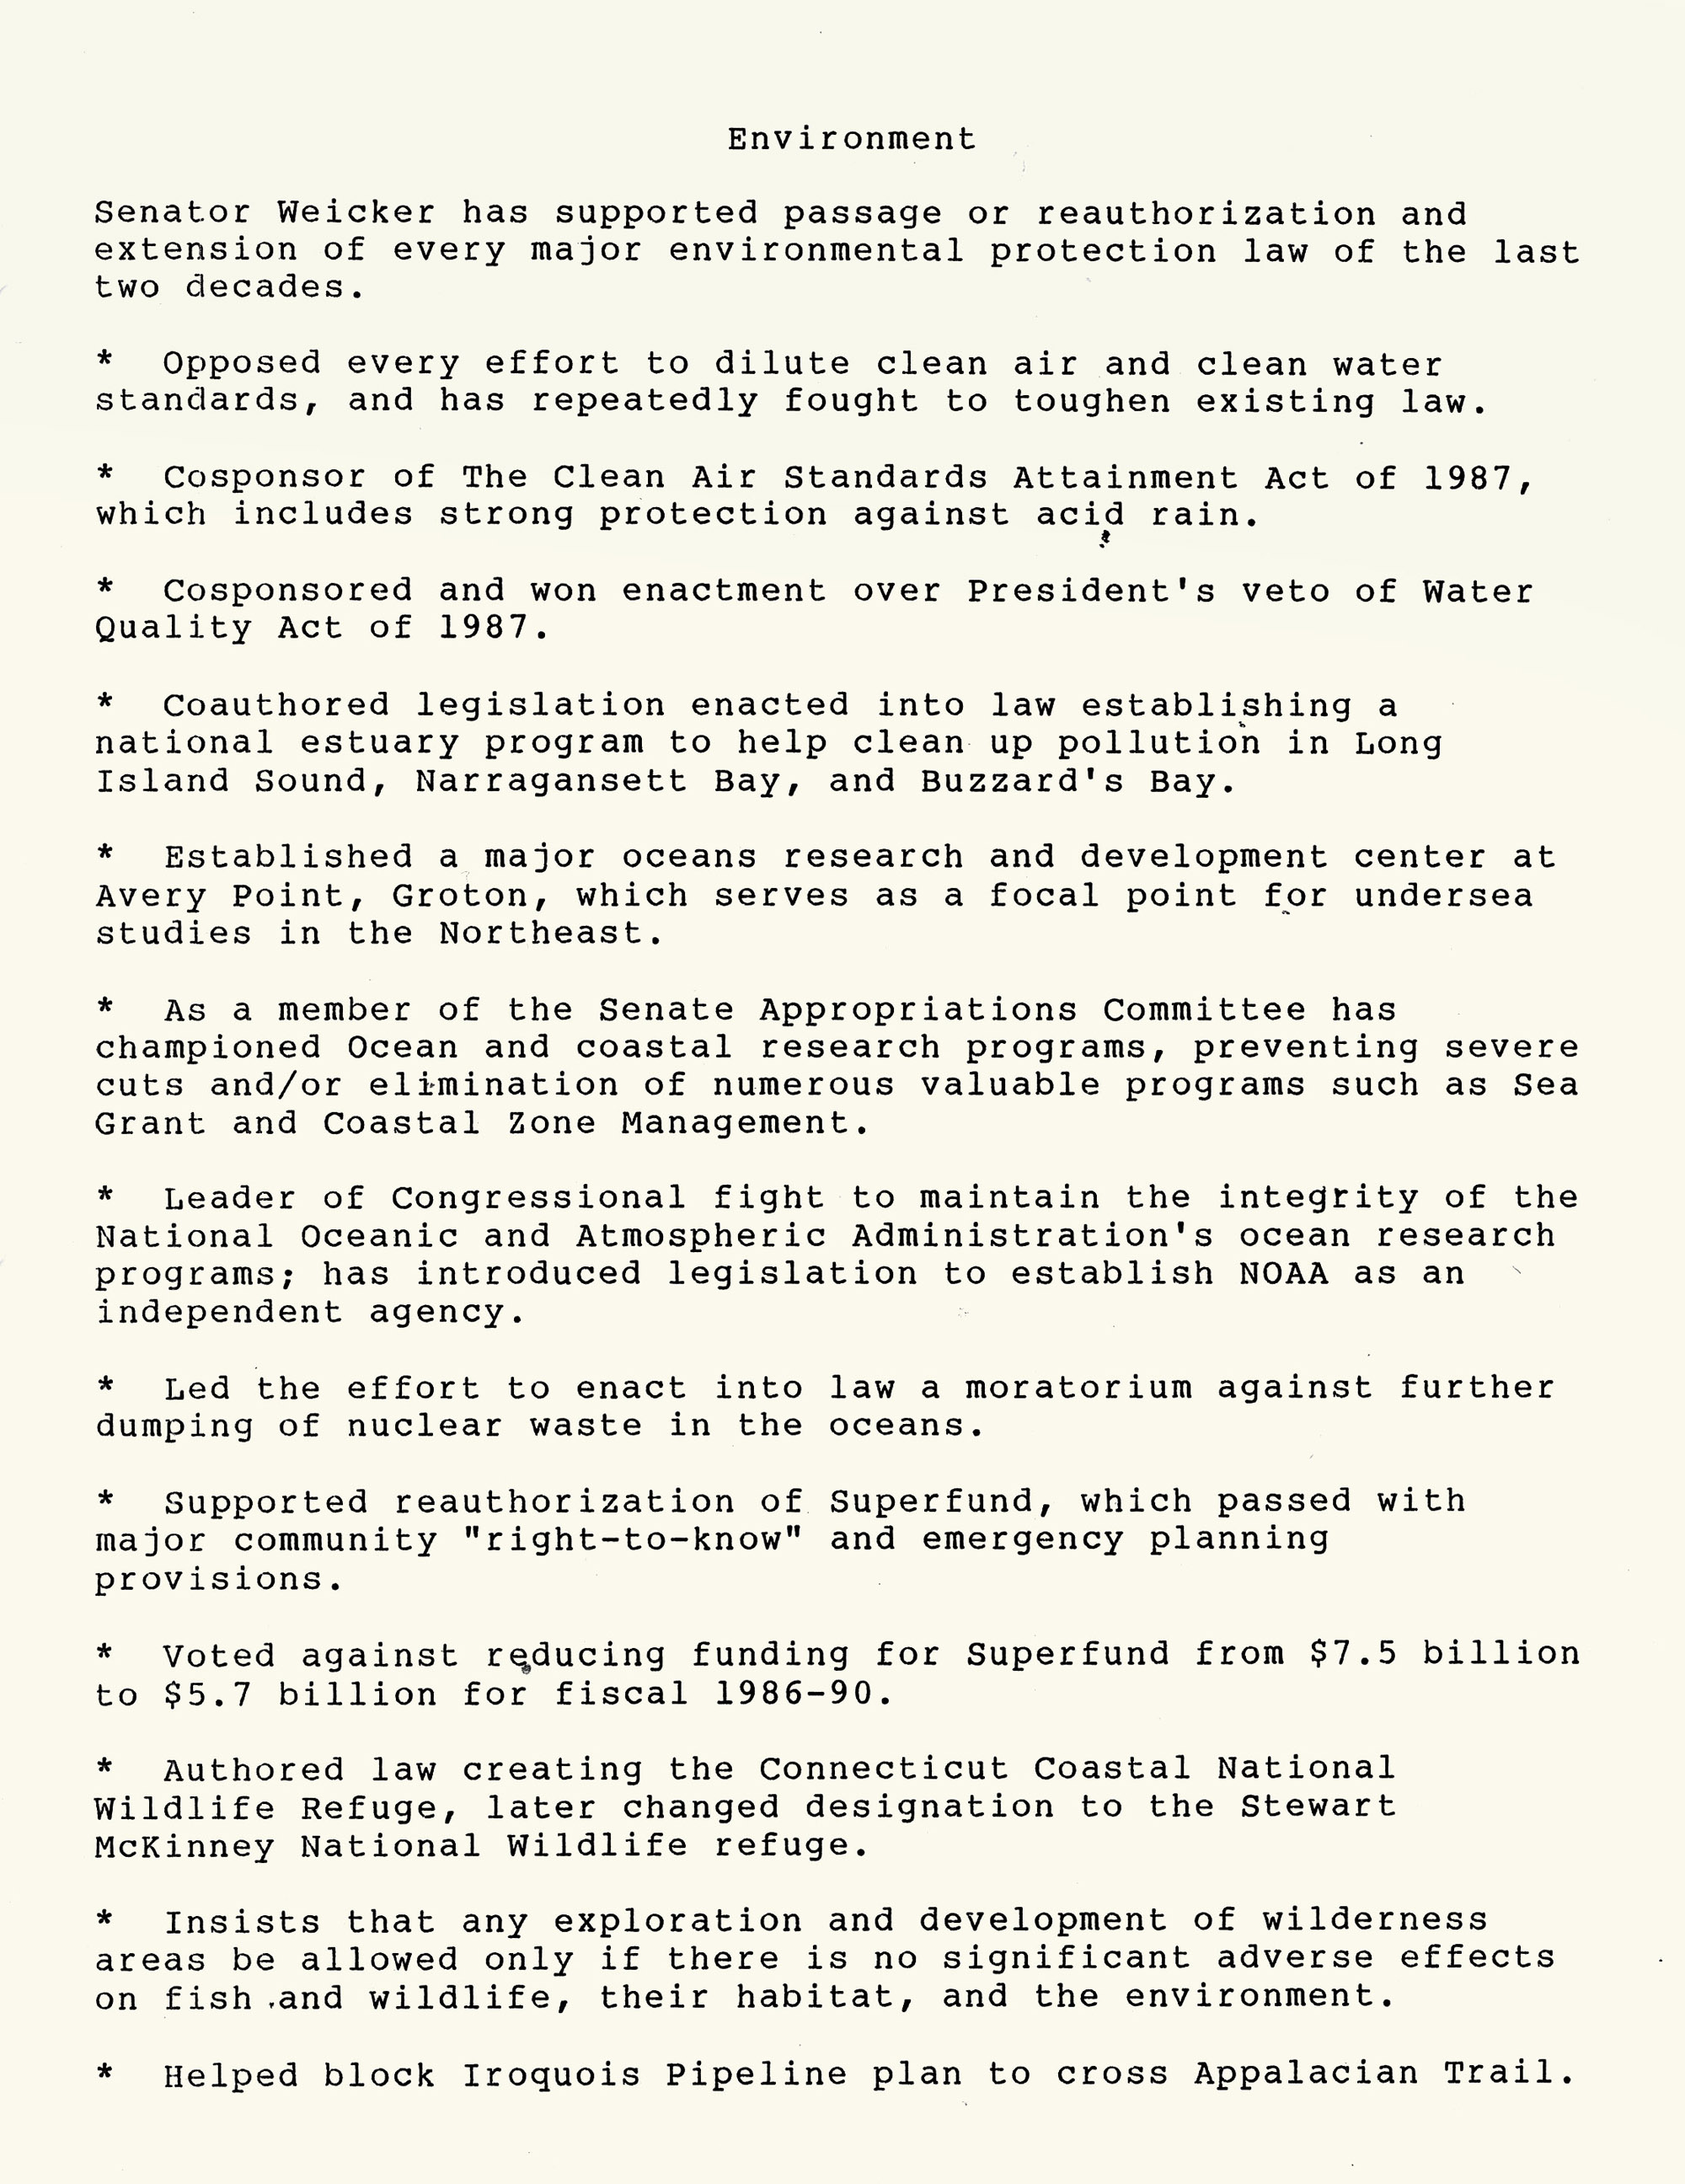 Environment
Senator Weicker has supported passage or reauthorization and
extension of every major environmental protection law of the last
two decades.
* Opposed every effort to dilute clean air and clean water
standards, and has repeatedly fought to toughen existing law.
* Cosponsor of The Clean Air Standards Attainment Act of 1987,
which includes strong protection against acid rain.
* Cosponsored and won enactment over President's veto of Water
Quality Act of 1987.
* Coauthored legislation enacted into law establishing a
national estuary program to help clean up pollution in Long
Island Sound, Narragansett Bay, and Buzzard's Bay.
* Established a major oceans research and development center at
Avery Point, Groton, which serves as a focal point for undersea
studies in the Northeast.
* As a member of the Senate Appropriations Committee has
championed Ocean and coastal research programs, preventing severe
cuts and/or elimination of numerous valuable programs such as Sea
Grant and Coastal Zone Management.
* Leader of Congressional fight to maintain the integrity of the
National Oceanic and Atmospheric Administration's ocean research
programs; has introduced legislation to establish NOAA as an
independent agency.
* Led the effort to enact into law a moratorium against further
dumping of nuclear waste in the oceans.
* Supported reauthorization of Superfund, which passed with
major community "right-to-know" and emergency planning
provisions.
* Voted against reducing funding for Superfund from $7.5 billion
to $5.7 billion for fiscal 1986-90.
* Authored law creating the Connecticut Coastal National
Wildlife Refuge, later changed designation to the Stewart
McKinney National Wildlife refuge.
* Insists that any exploration and development of wilderness
areas be allowed only if there is no significant adverse effects
on fish and wildlife, their habitat, and the environment.
* Helped block Iroquois Pipeline plan to cross Appalacian Trail.